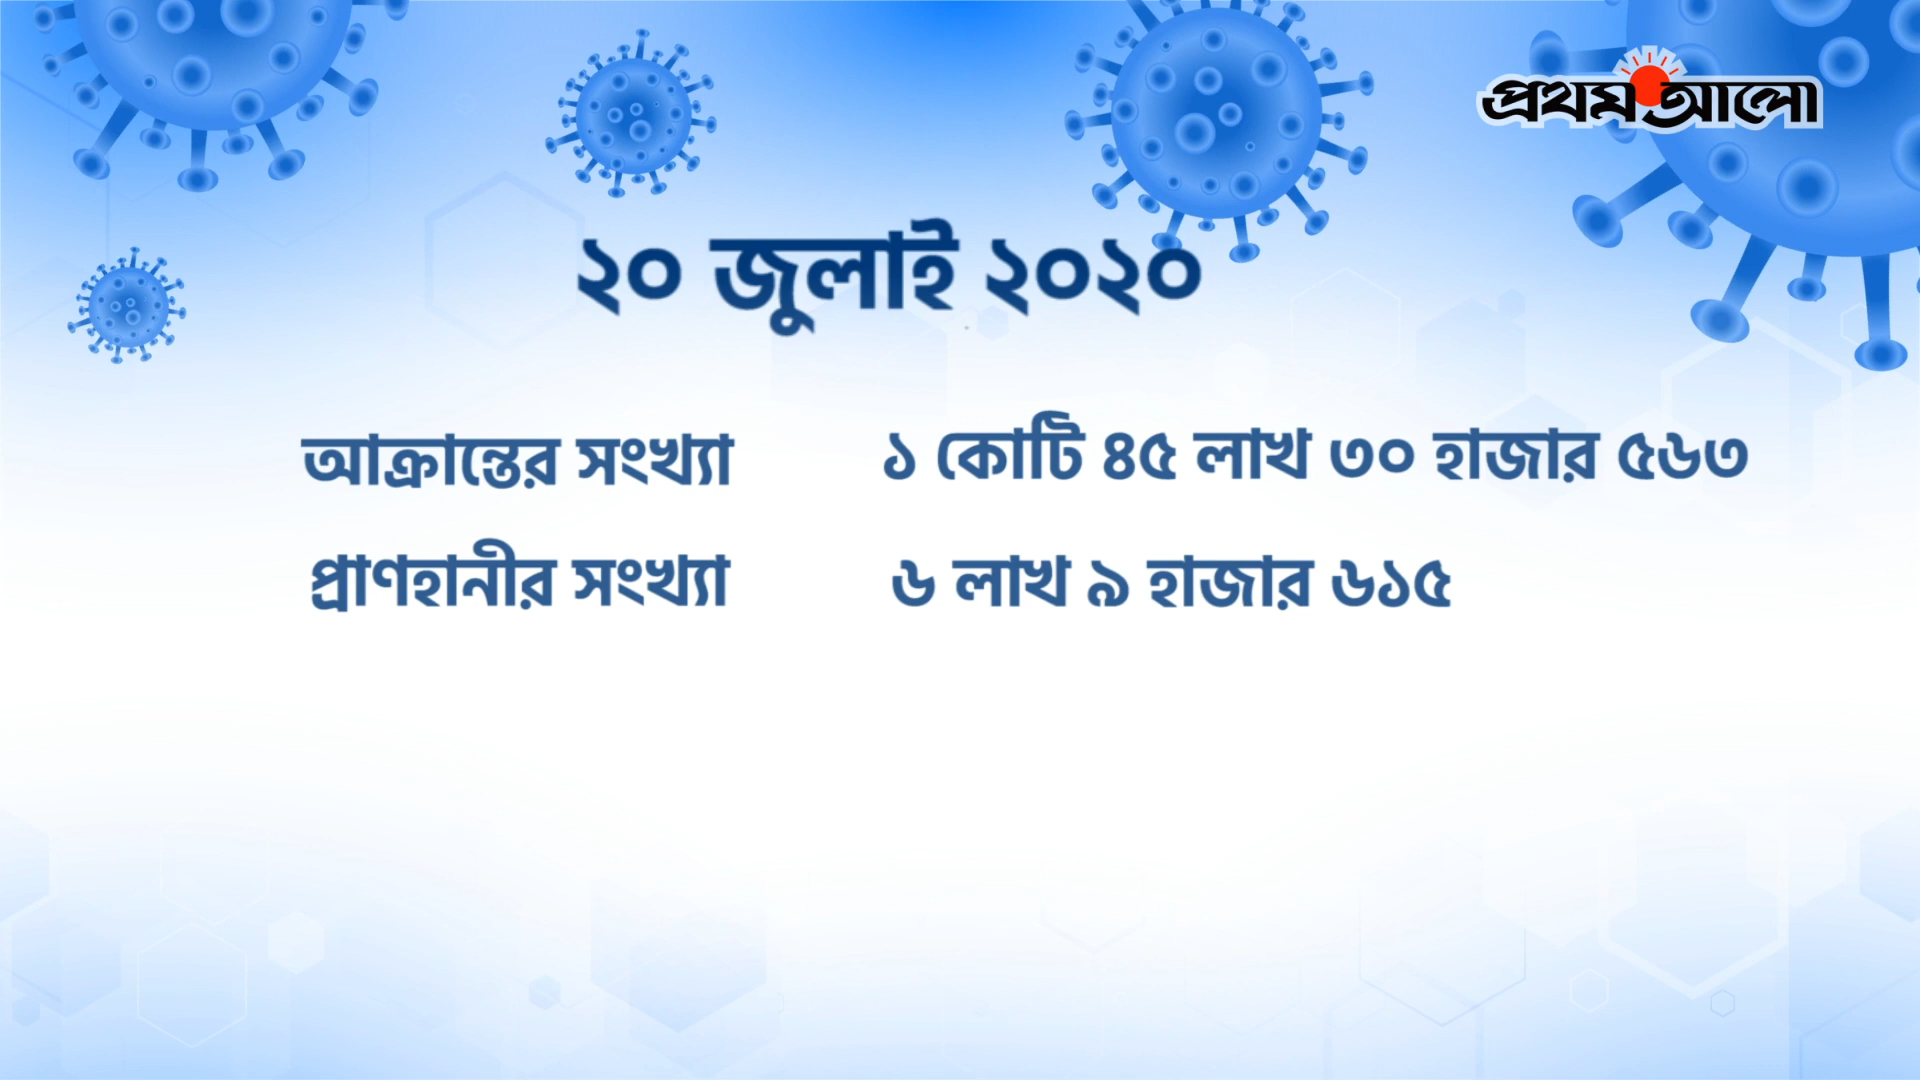 প্রথম আলো
২০ জুলাই ২০২০
আক্রান্তের সংখ্যা ১ কোটি ৪৫ লাখ ৩০ হাজার ৫৬৩
প্রাণহানীর সংখ্যা ৬ লাখ ৯ হাজার ৬১৫